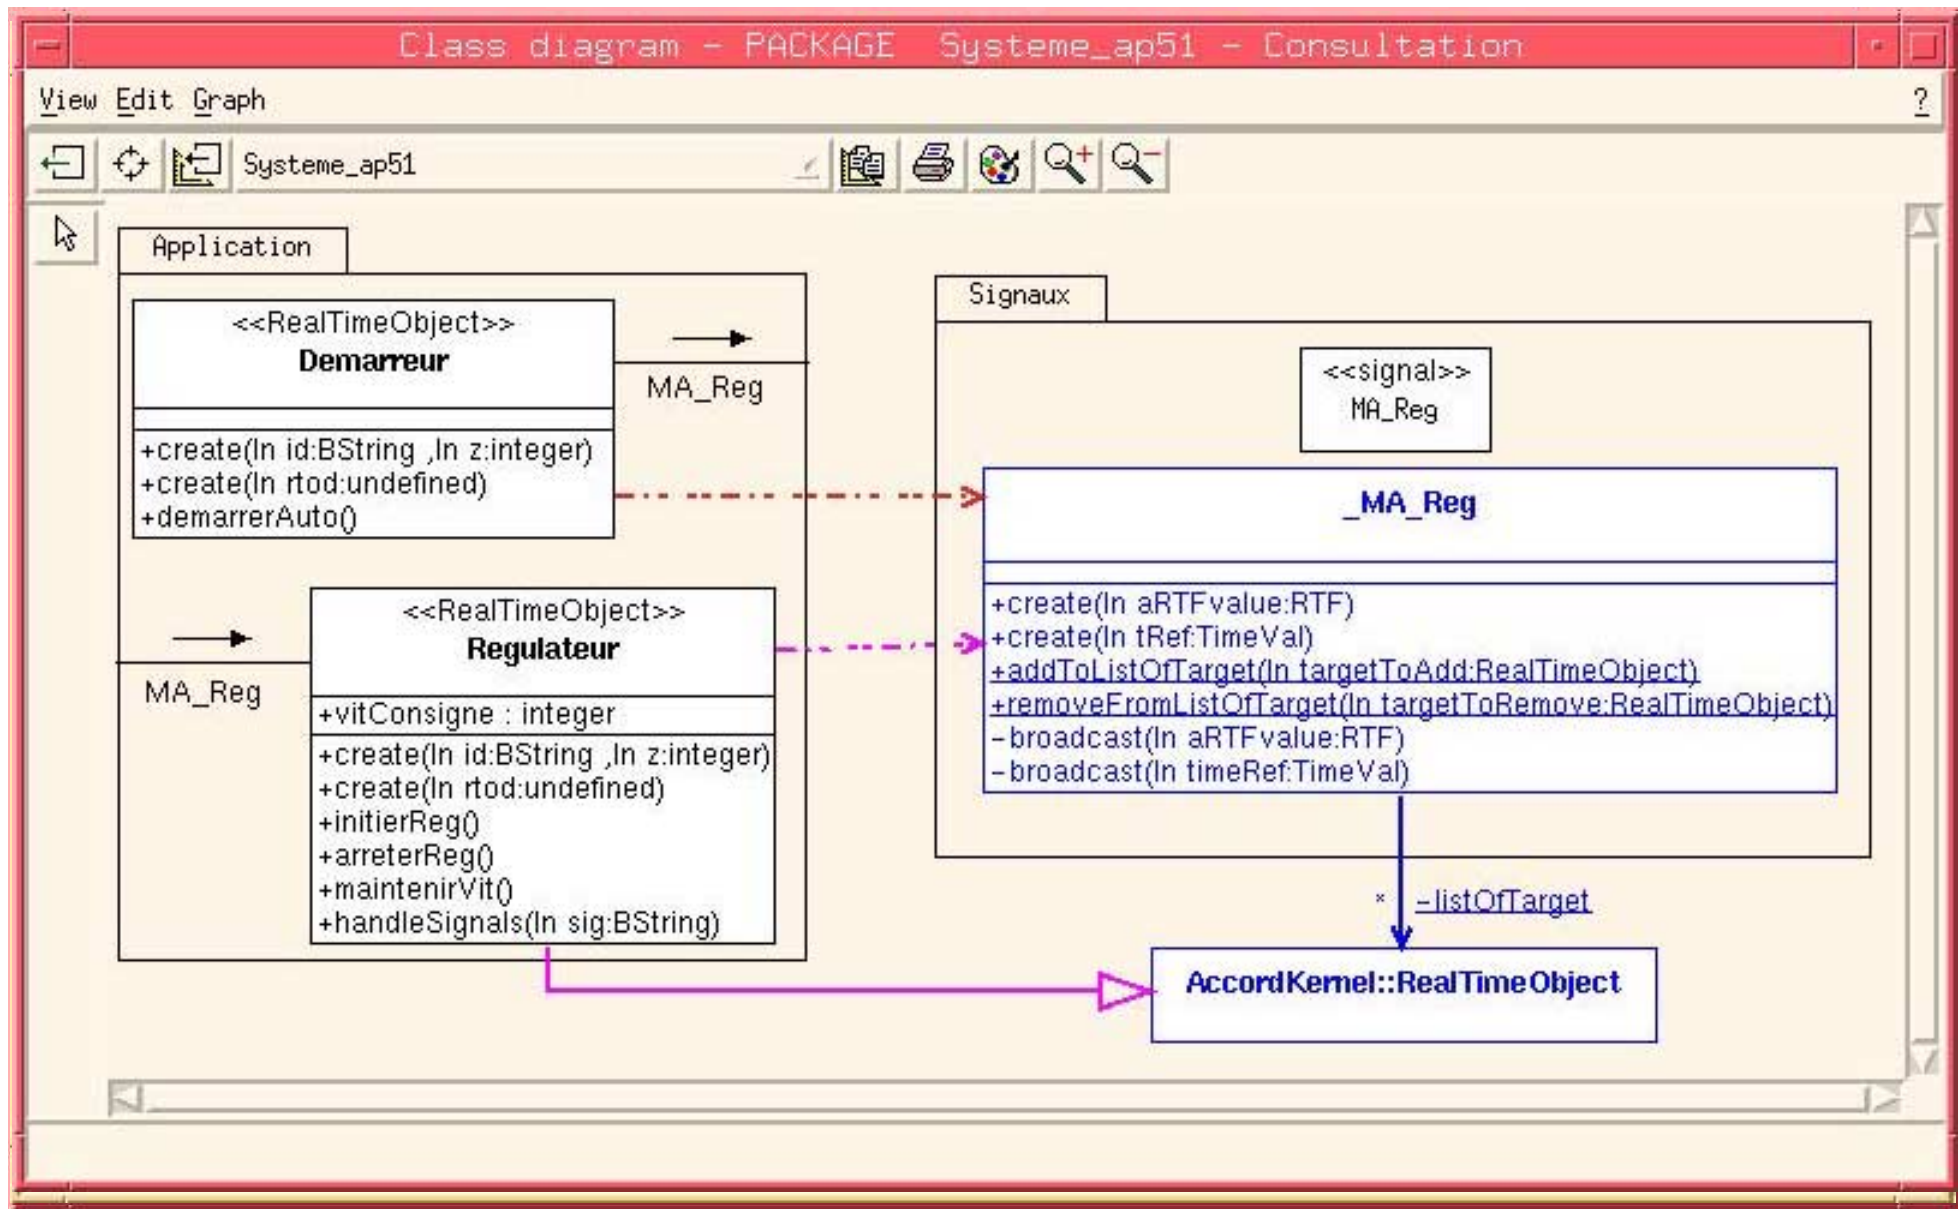 Class diagram - PACKAGE Systeme_ap51 - Consultation
View Edit Graph ?
Systeme_ap51
Application
<<RealTimeObject>>
Demarreur
MA_Reg
+create(In id:BString ,In z:integer)
+create(In rtod:undefined)
+demarrerAuto()
<<RealTimeObject>>
Regulateur
MA_Reg
+vitConsigne : integer
+create(In id:BString ,In z:integer)
+create(In rtod:undefined)
+initierReg()
+arreterReg()
+maintenirVit()
+handleSignals(In sig:BString)
Signaux
<<signal>>
MA_Reg
_MA_Reg
+create(In aRTFvalue:RTF)
+create(In tRef:TimeVal)
+addToListOfTarget(In targetToAdd:RealTimeObject)
+removeFromListOfTarget(In targetToRemove:RealTimeObject)
-broadcast(In aRTFvalue:RTF)
-broadcast(In timeRef:TimeVal)
* -listOfTarget
AccordKernel::RealTimeObject